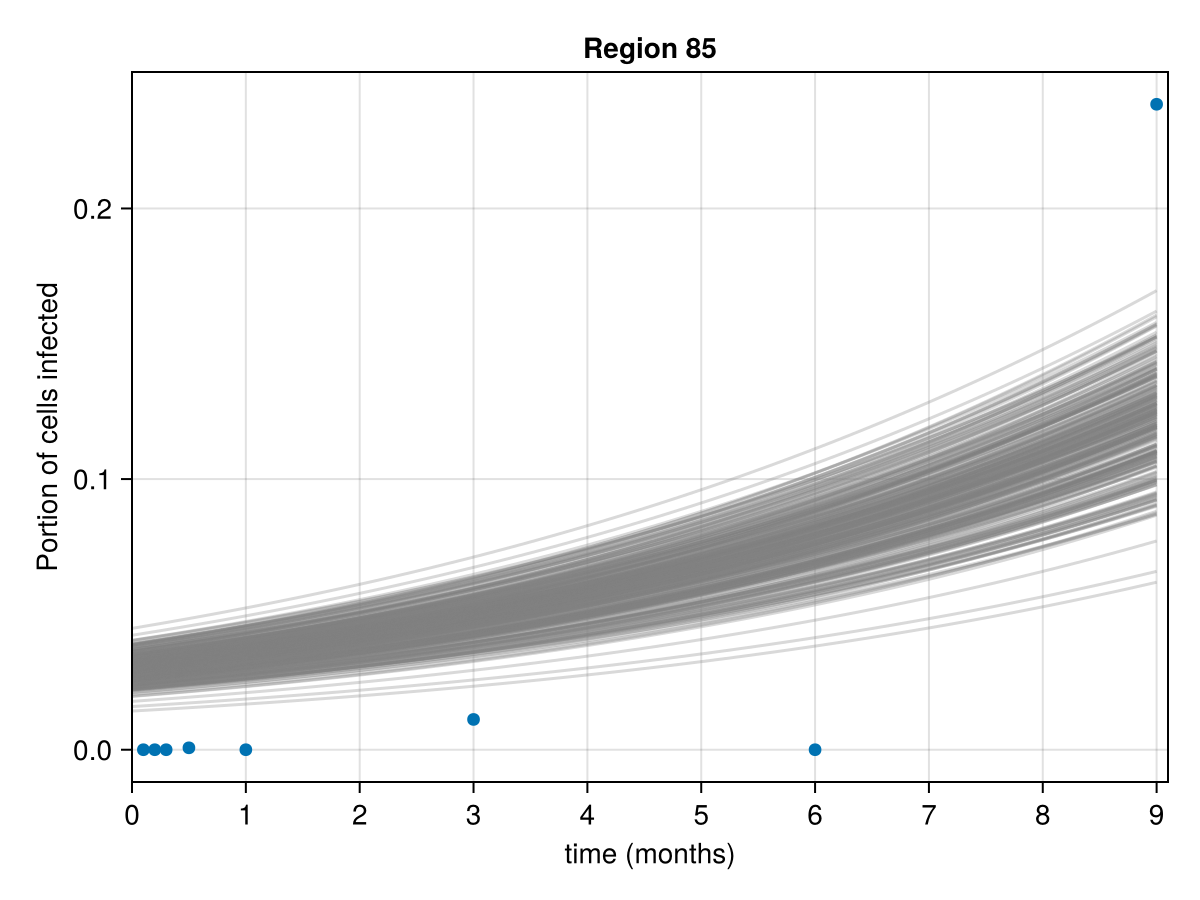 Region 85
Portion of cells infected
0.2
0.1
0.0
0 1 2 3 4 5 6 7 8 9
time (months)